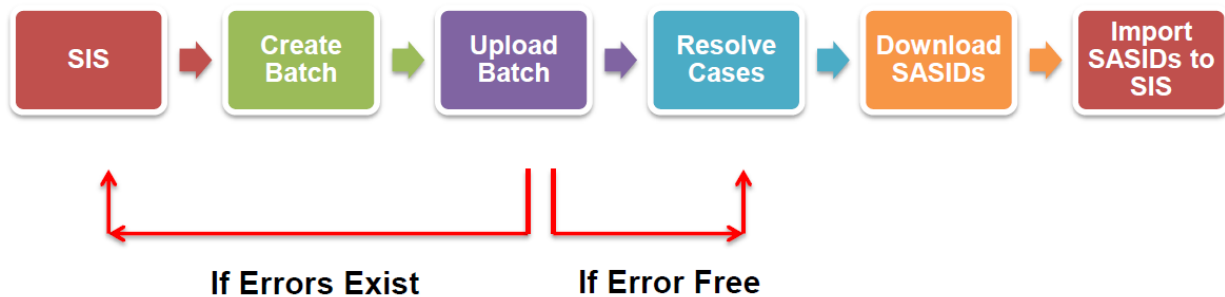 SIS
Create
Batch
Upload
Batch
Resolve
Cases
Download
SASIDs
Import
SASIDs to
SIS
If Errors Exist
If Error Free